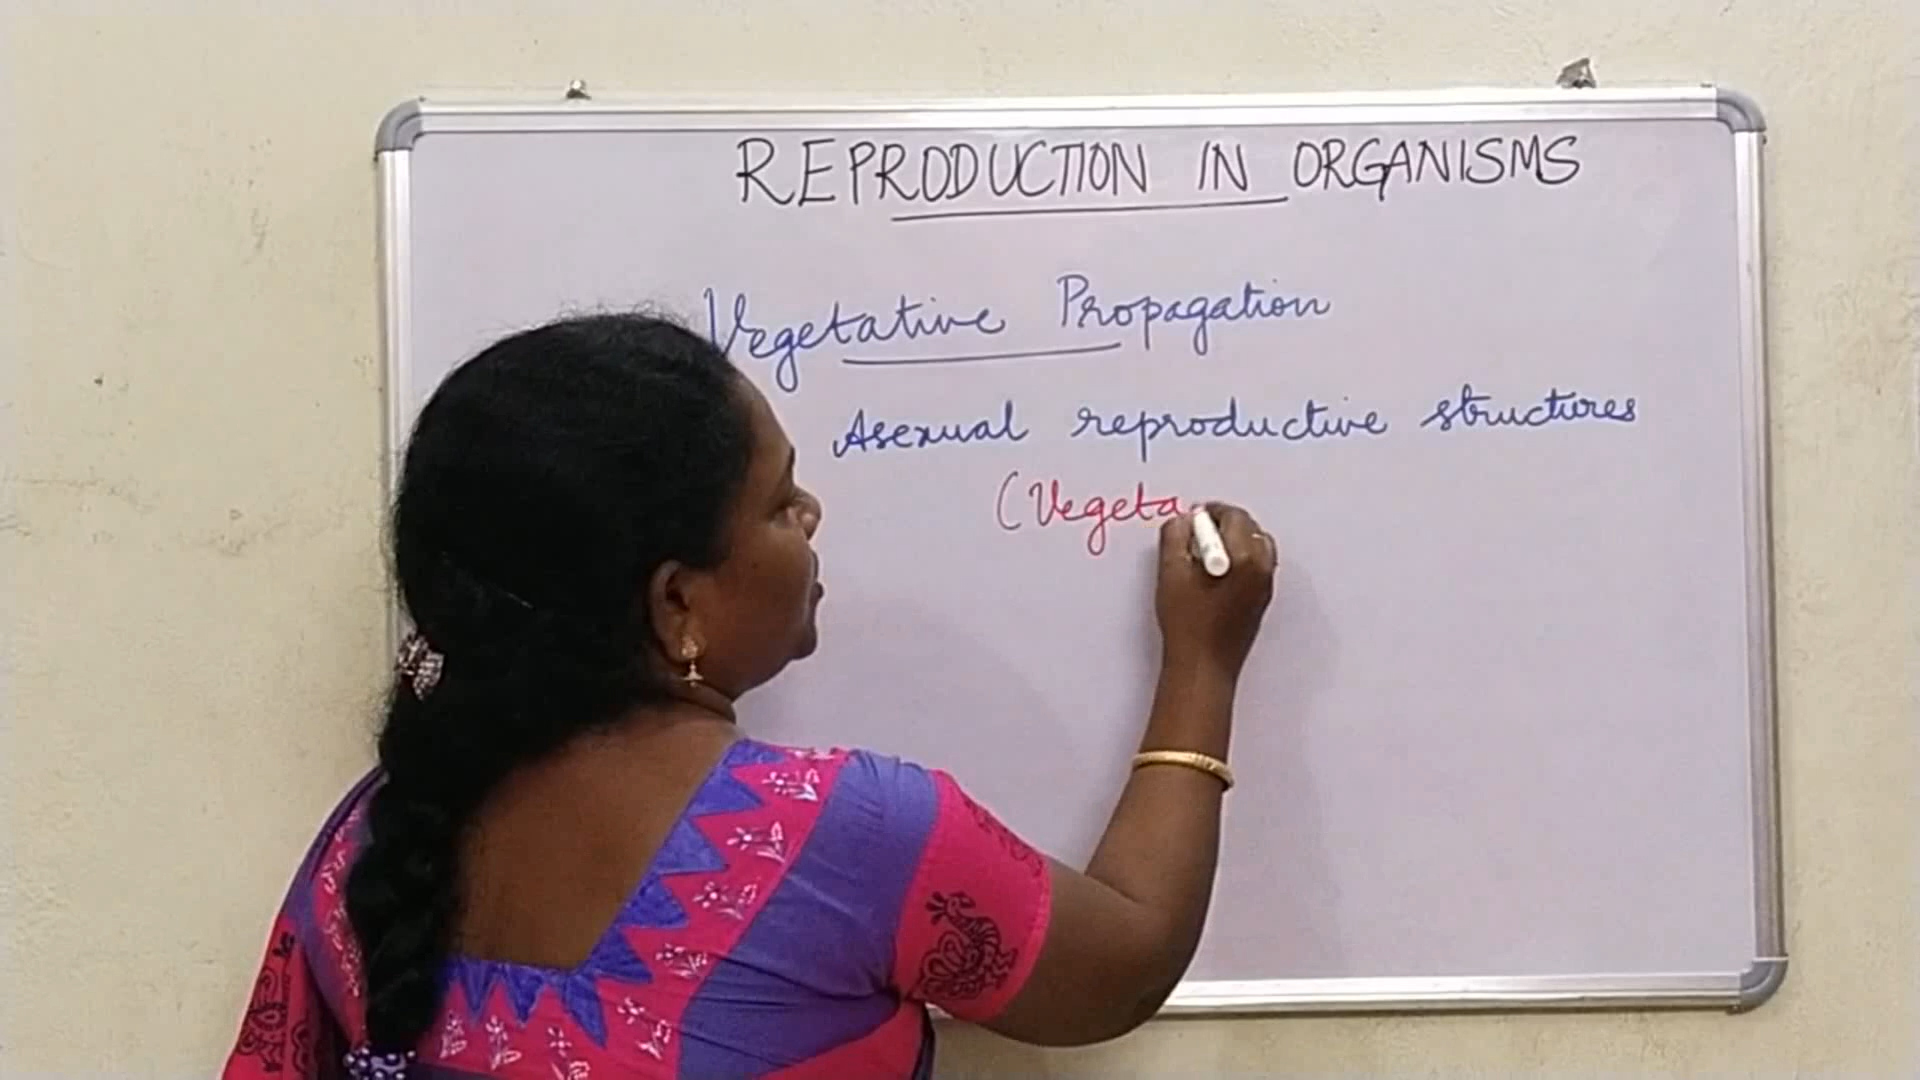 REPRODUCTION IN ORGANISMS
Vegetative Propagation
Asexual reproductive structures
(Vegeta